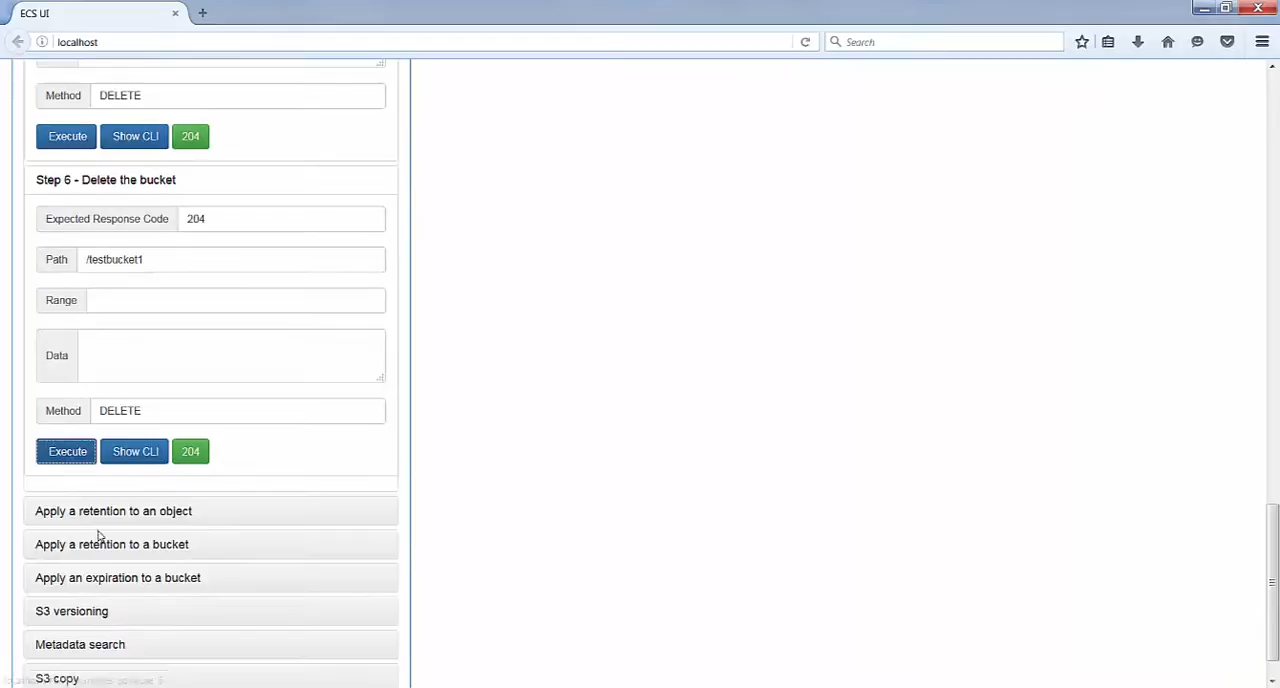 ECS UI
localhost
Search
Method DELETE
Execute Show CLI 204
Step 6 - Delete the bucket
Expected Response Code 204
Path /testbucket1
Range
Data
Method DELETE
Execute Show CLI 204
Apply a retention to an object
Apply a retention to a bucket
Apply an expiration to a bucket
S3 versioning
Metadata search
S3 copy